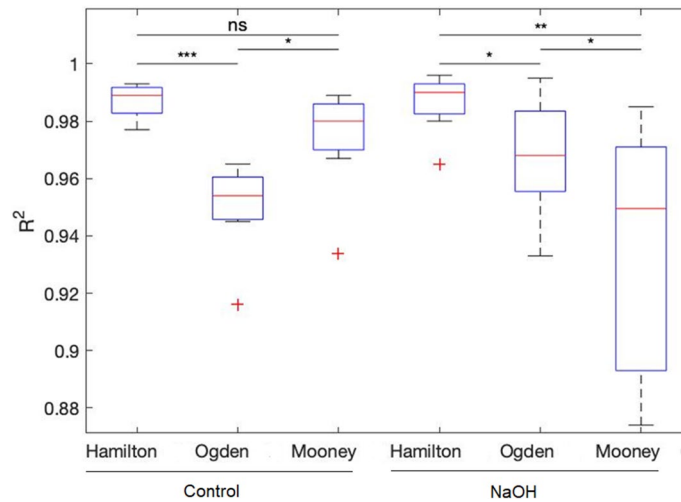 ns
**
*** * * *
1
0.98
0.96
0.94
0.92
0.9
0.88
R²
Hamilton Ogden Mooney Hamilton Ogden Mooney
Control NaOH